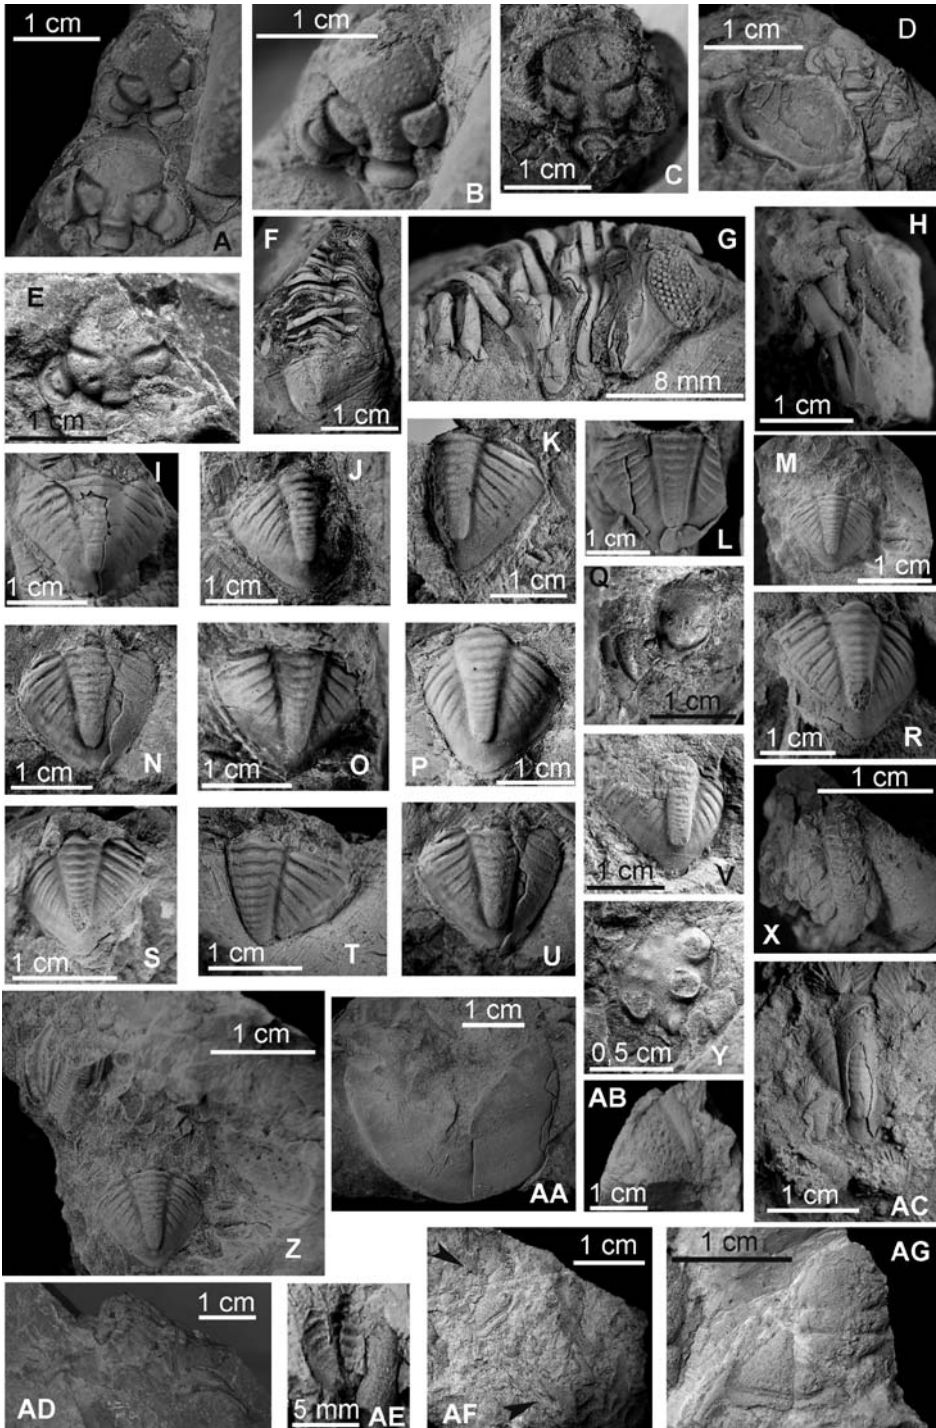 1 cm
A
1 cm
B
1 cm
C
1 cm
D
E
1 cm
F
1 cm
G
8 mm
H
1 cm
I
1 cm
J
1 cm
K
1 cm
L
1 cm
M
1 cm
N
1 cm
O
1 cm
P
1 cm
Q
1 cm
R
1 cm
S
1 cm
T
1 cm
U
1 cm
V
1 cm
X
1 cm
Y
0,5 cm
Z
1 cm
AA
1 cm
AB
1 cm
AC
1 cm
AD
1 cm
AE
5 mm
AF
1 cm
AG
1 cm